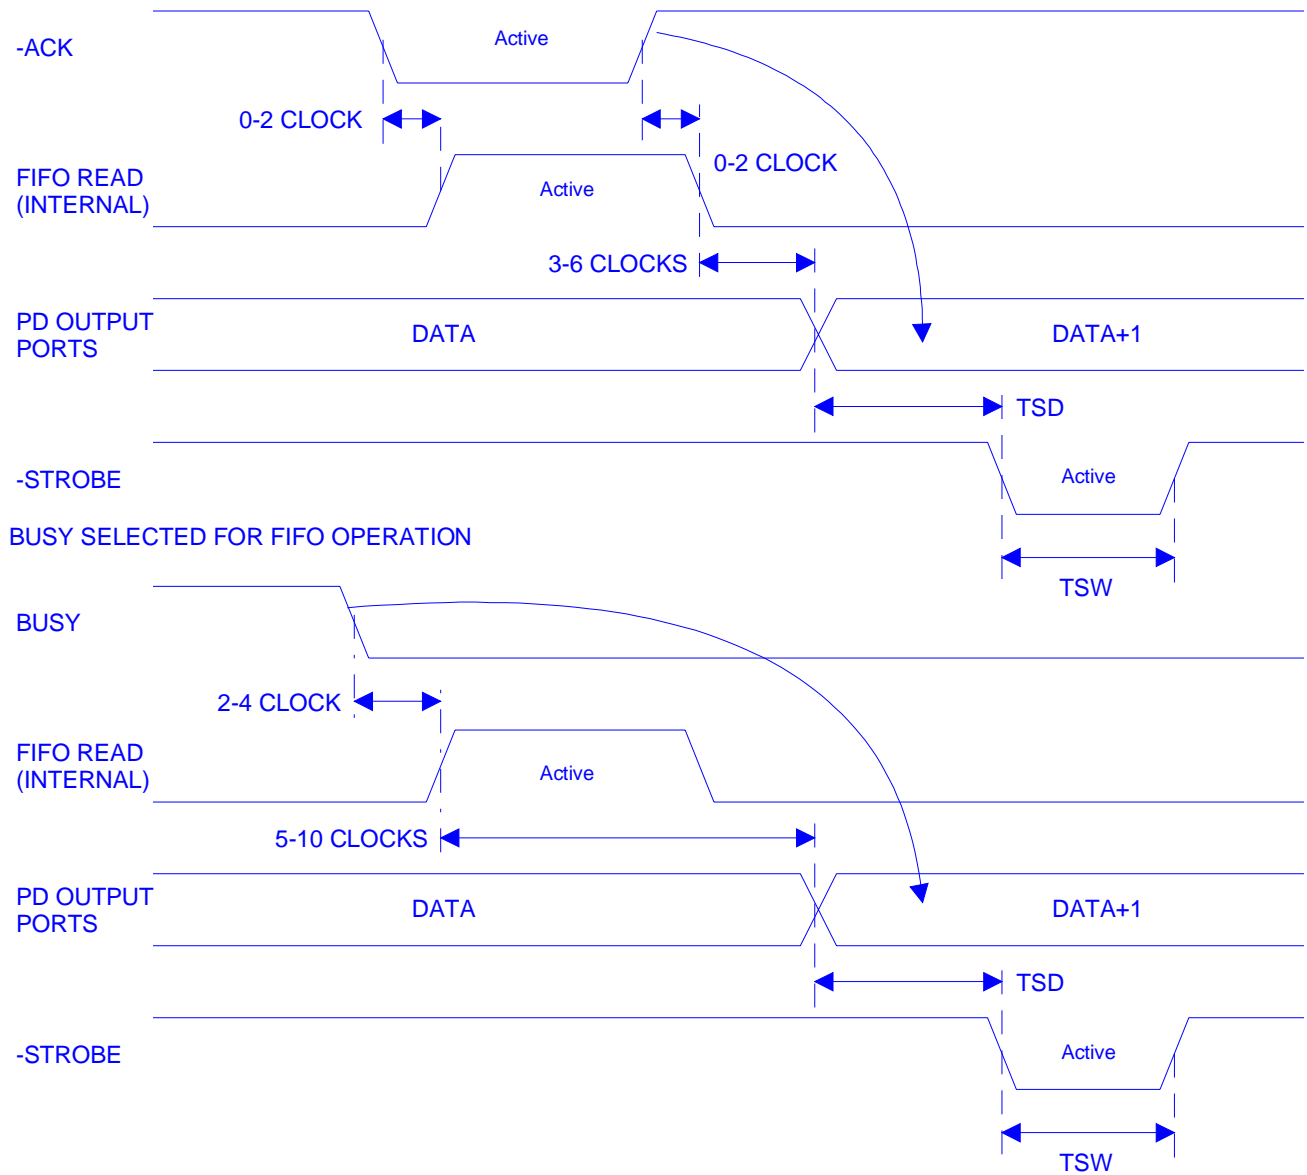 -ACK
Active
0-2 CLOCK
0-2 CLOCK
FIFO READ
(INTERNAL)
Active
3-6 CLOCKS
PD OUTPUT
PORTS
DATA
DATA+1
TSD
-STROBE
Active
BUSY SELECTED FOR FIFO OPERATION
TSW
BUSY
2-4 CLOCK
FIFO READ
(INTERNAL)
Active
5-10 CLOCKS
PD OUTPUT
PORTS
DATA
DATA+1
TSD
-STROBE
Active
TSW